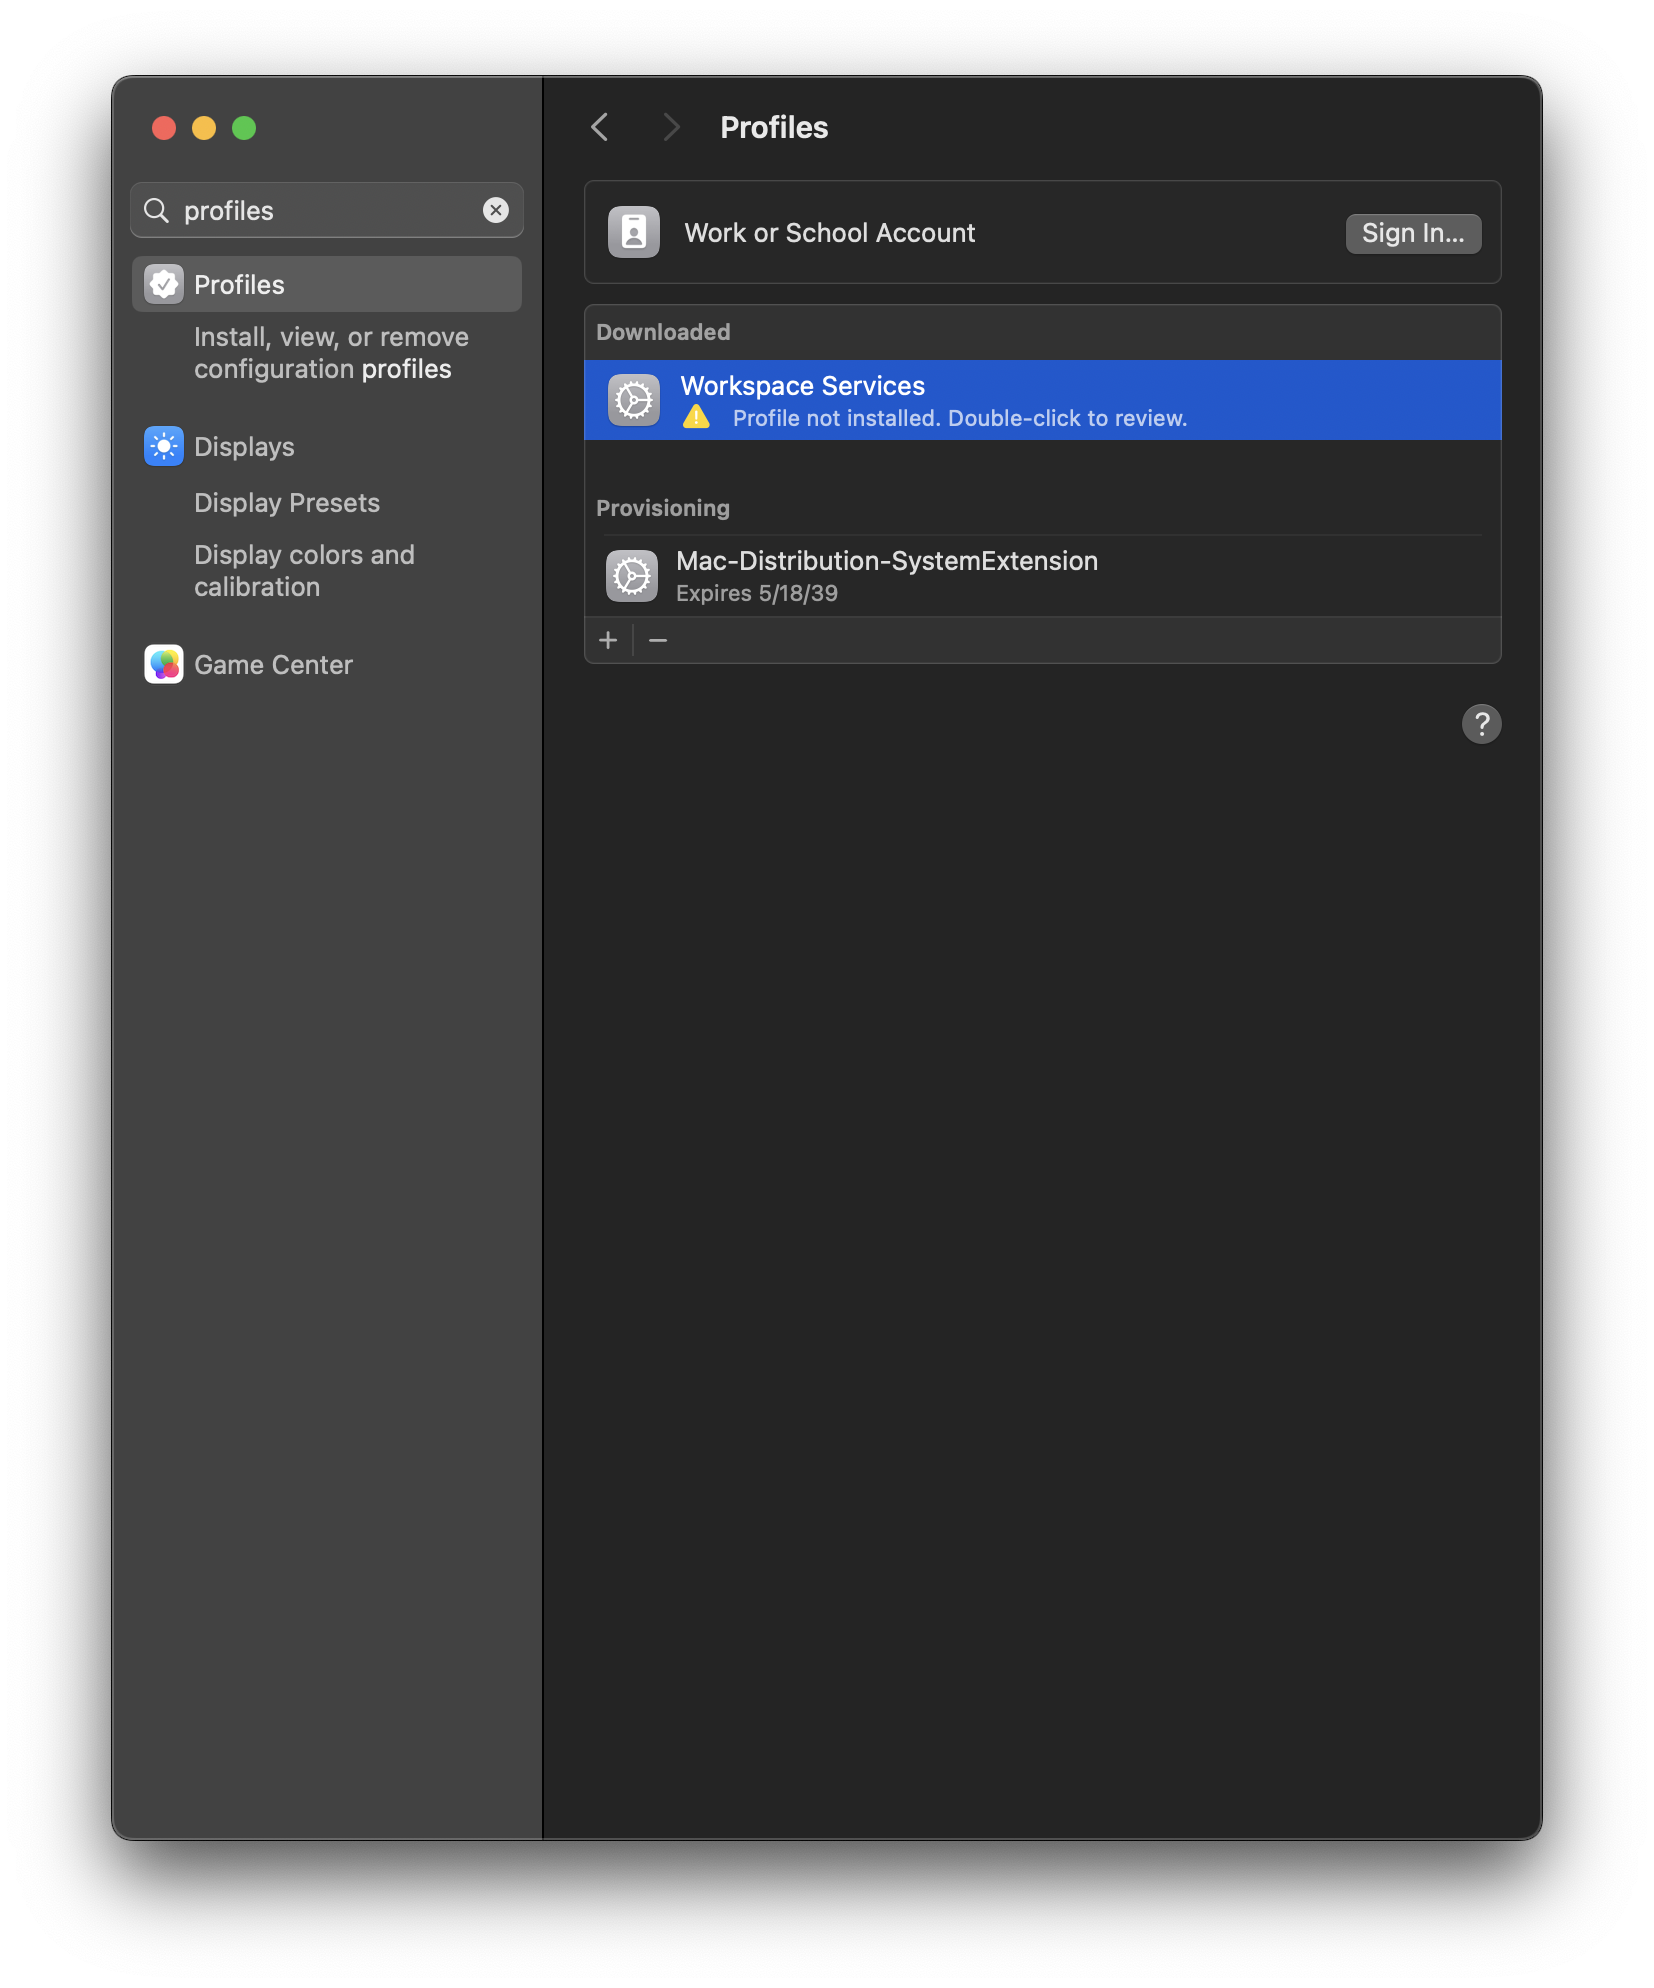 profiles
Profiles
Install, view, or remove
configuration profiles
Displays
Display Presets
Display colors and
calibration
Game Center
Profiles
Work or School Account
Sign In...
Downloaded
Workspace Services
Profile not installed. Double-click to review.
Provisioning
Mac-Distribution-SystemExtension
Expires 5/18/39
?